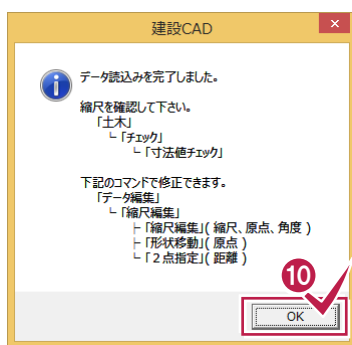 建設CAD
データ読込みを完了しました。
縮尺を確認して下さい。
「土木」
└「チェック」
└「寸法値チェック」
下記のコマンドで修正できます。
「データ編集」
└「縮尺編集」
├「縮尺編集」( 縮尺、原点、角度 )
├「形状移動」( 原点 )
└「２点指定」( 距離 )
10
OK